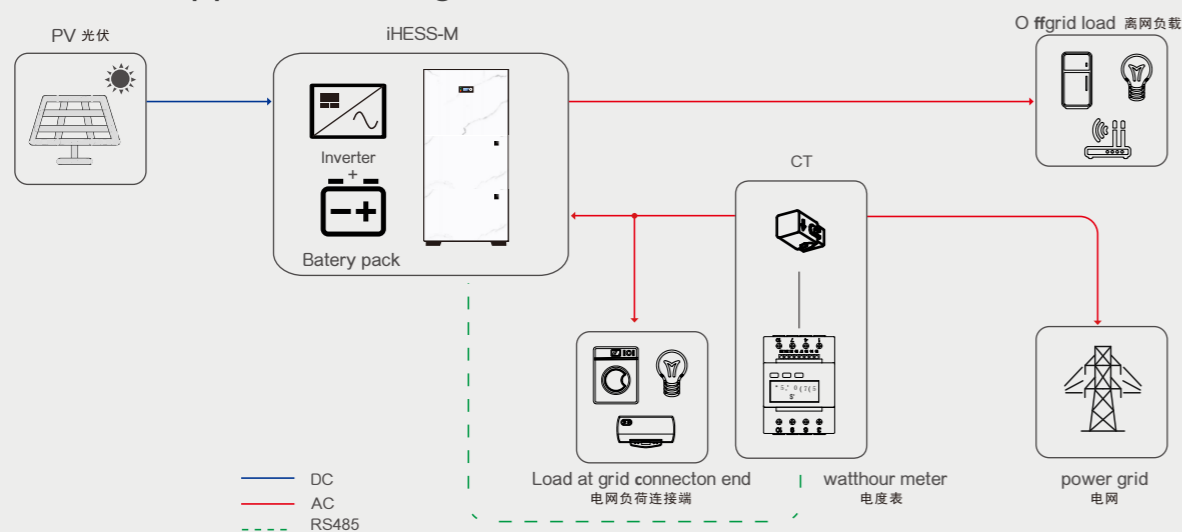 PV 光伏
iHESS-M
O ffgrid load 离网负载
Inverter
+
Batery pack
CT
Load at grid connecton end
电网负荷连接端
watthour meter
电度表
power grid
电网
DC
AC
RS485